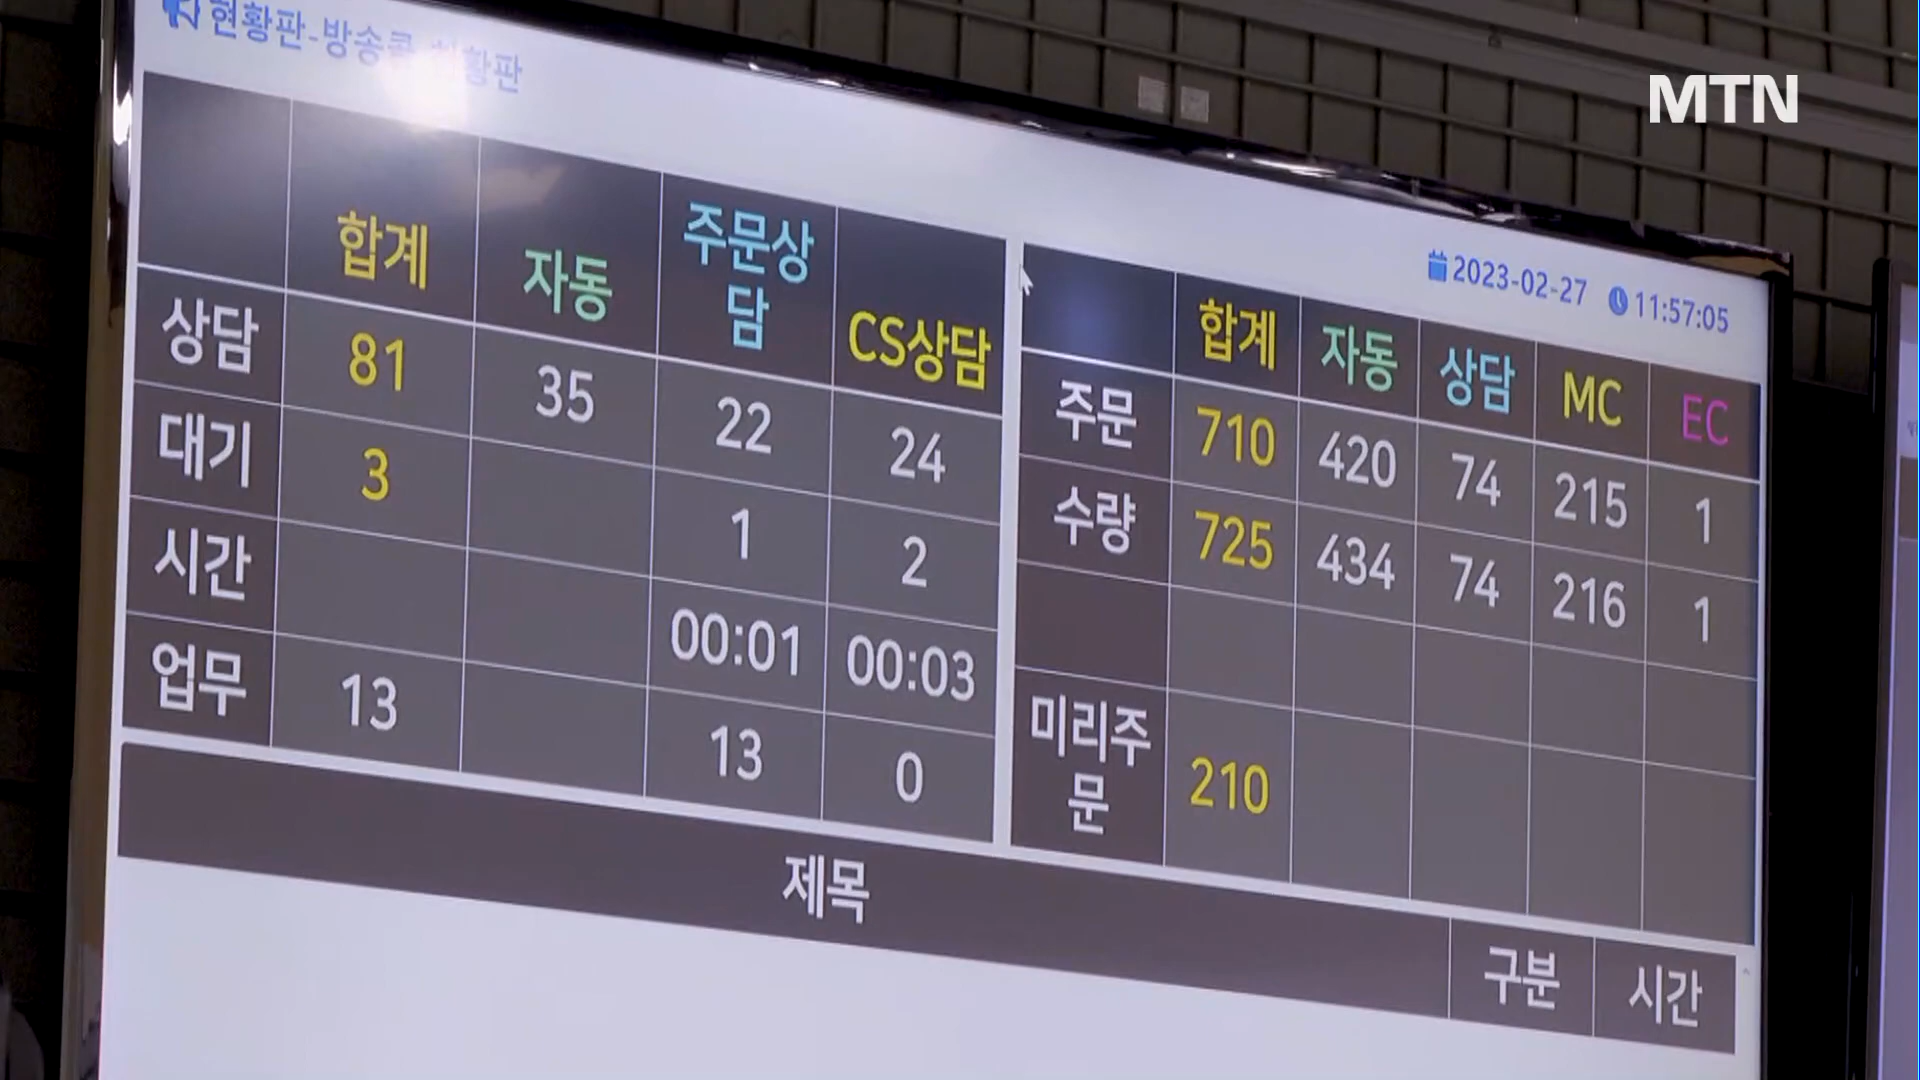 현황판-방송콜 현황판
MTN
2023-02-27 11:57:05
합계 자동 주문상담 CS상담
상담 81 35 22 24
대기 3 1 2
시간 00:01 00:03
업무 13 13 0
합계 자동 상담 MC EC
주문 710 420 74 215 1
수량 725 434 74 216 1
미리주문 210
제목 구분 시간